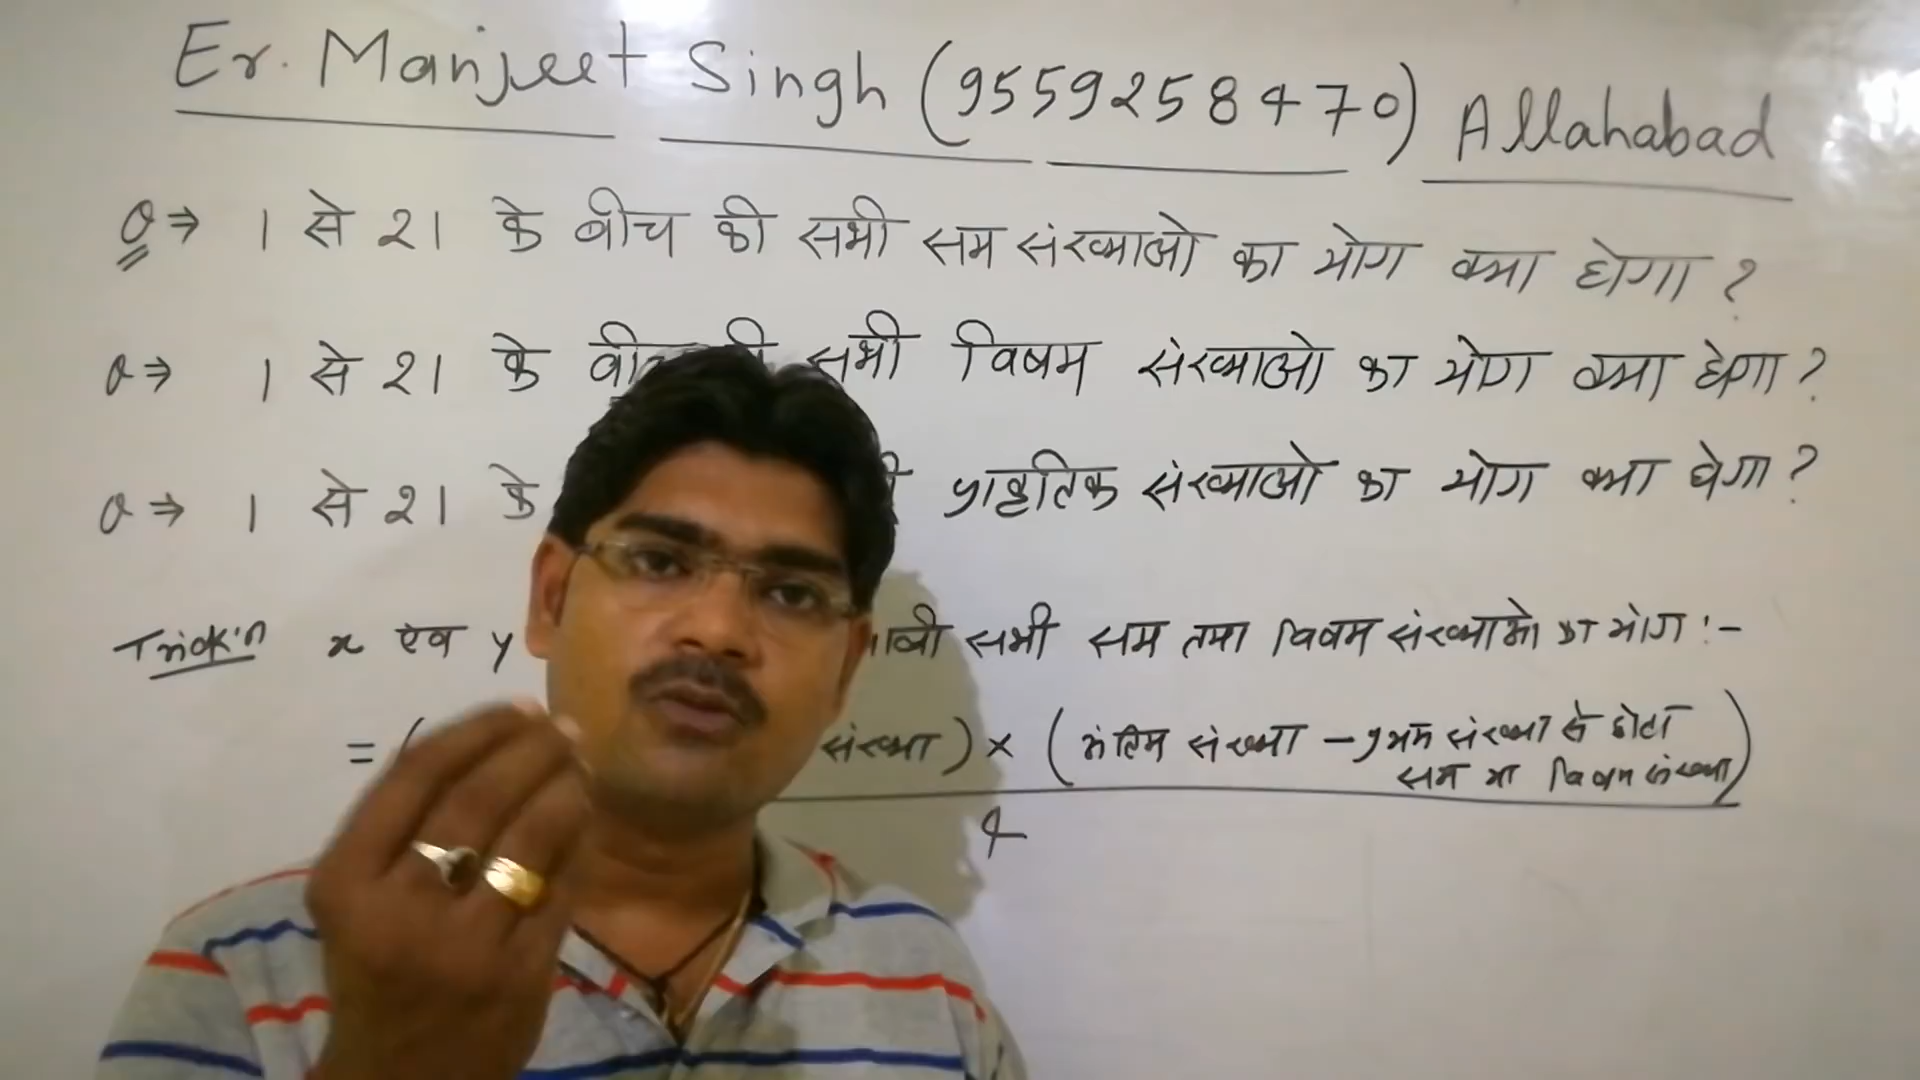 Er. Manjeet Singh (9559258470) Allahabad
Q ⇒ 1 से 21 के बीच की सभी सम संख्याओ का योग क्या होगा ?
Q ⇒ 1 से 21 के सभी विषम संख्याओ का योग क्या होगा ?
Q ⇒ 1 से 21 के प्राकृतिक संख्याओ का योग क्या होगा ?
Trick:n x एव y वाली सभी सम तथा विषम संख्याओ का योग :-
= ( संख्या) × (अंतिम संख्या - प्रथम संख्या से छोटा
सम या विषम संख्या)
4